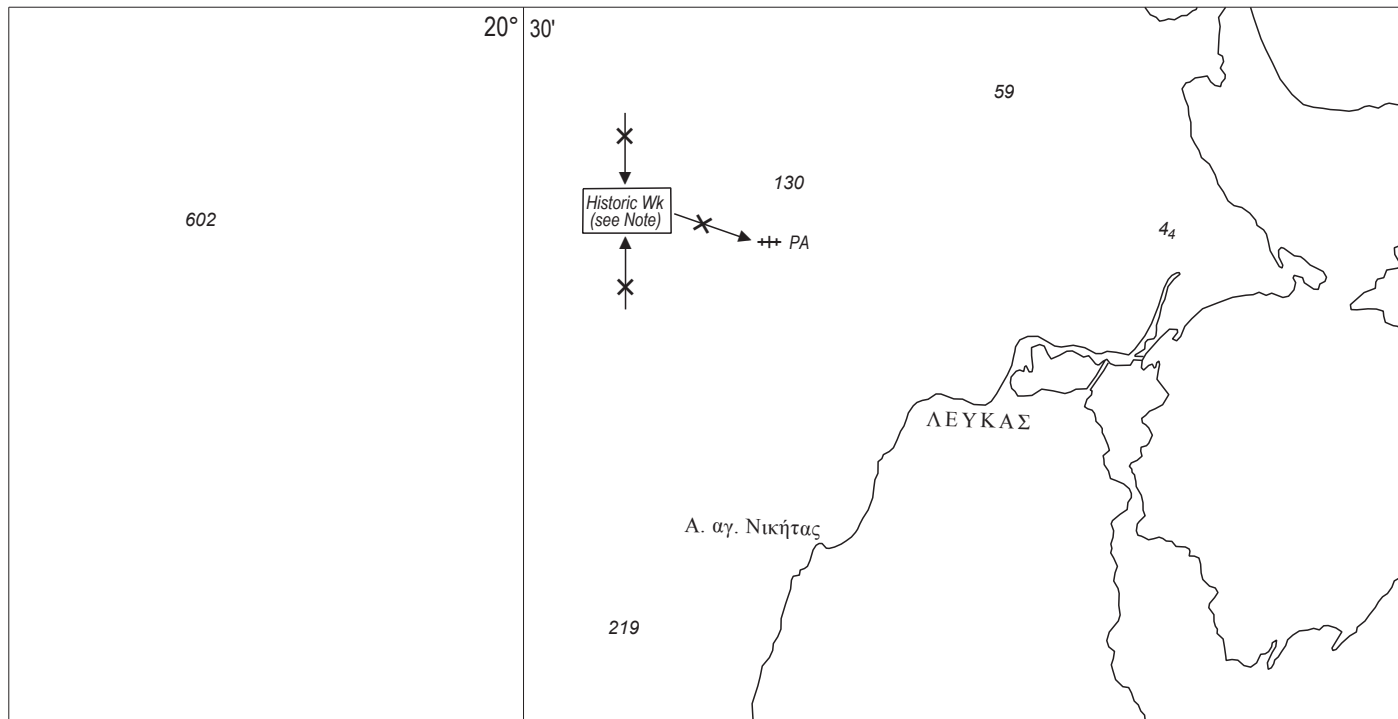 20° 30'
59
130
602
Historic Wk
(see Note)
PA
4₄
ΛΕΥΚΑΣ
Α. αγ. Νικήτας
219